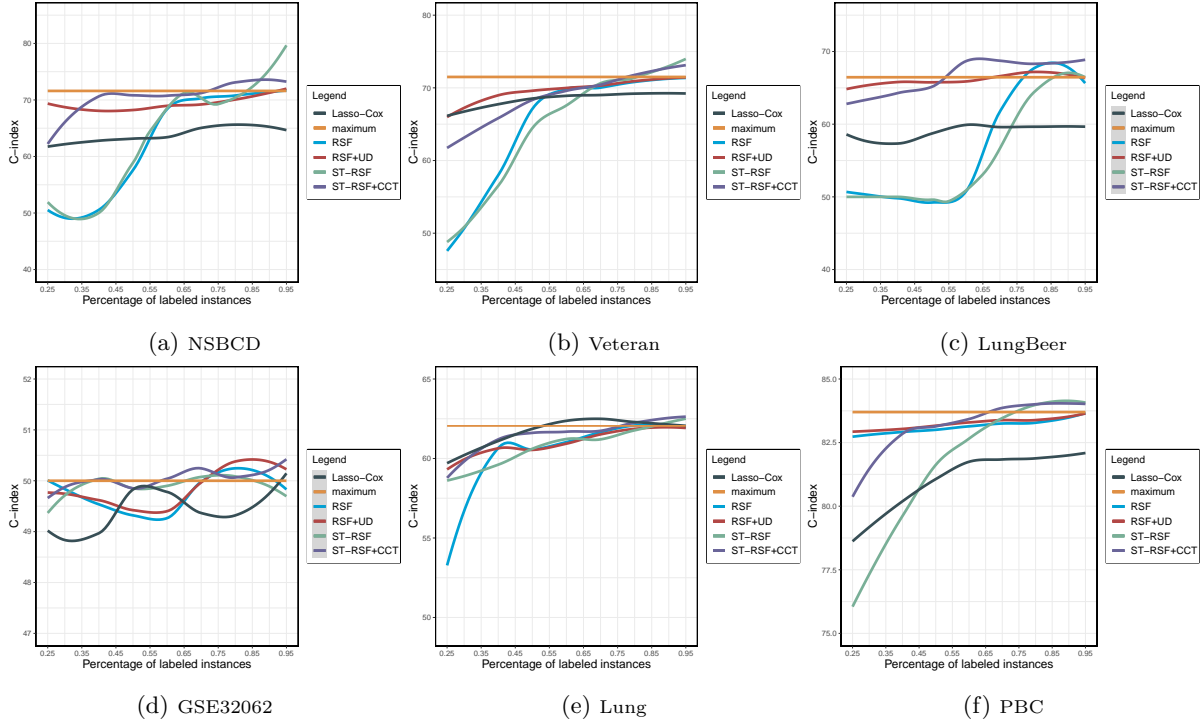 80
70
60
50
40
C−index
0.25 0.35 0.45 0.55 0.65 0.75 0.85 0.95
Percentage of labeled instances
Legend
Lasso−Cox
maximum
RSF
RSF+UD
ST−RSF
ST−RSF+CCT
(a) NSBCD
80
70
60
50
C−index
0.25 0.35 0.45 0.55 0.65 0.75 0.85 0.95
Percentage of labeled instances
Legend
Lasso−Cox
maximum
RSF
RSF+UD
ST−RSF
ST−RSF+CCT
(b) Veteran
70
60
50
40
C−index
0.25 0.35 0.45 0.55 0.65 0.75 0.85 0.95
Percentage of labeled instances
Legend
Lasso−Cox
maximum
RSF
RSF+UD
ST−RSF
ST−RSF+CCT
(c) LungBeer
52
51
50
49
48
47
C−index
0.25 0.35 0.45 0.55 0.65 0.75 0.85 0.95
Percentage of labeled instances
Legend
Lasso−Cox
maximum
RSF
RSF+UD
ST−RSF
ST−RSF+CCT
(d) GSE32062
65
60
55
50
C−index
0.25 0.35 0.45 0.55 0.65 0.75 0.85 0.95
Percentage of labeled instances
Legend
Lasso−Cox
maximum
RSF
RSF+UD
ST−RSF
ST−RSF+CCT
(e) Lung
85.0
82.5
80.0
77.5
75.0
C−index
0.25 0.35 0.45 0.55 0.65 0.75 0.85 0.95
Percentage of labeled instances
Legend
Lasso−Cox
maximum
RSF
RSF+UD
ST−RSF
ST−RSF+CCT
(f) PBC